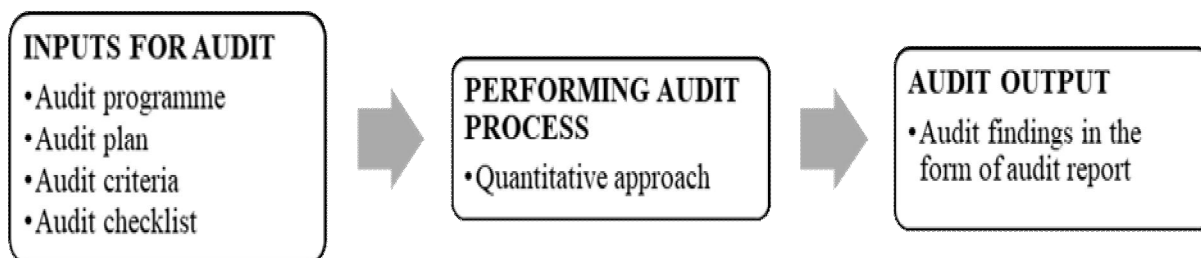 INPUTS FOR AUDIT
•Audit programme
•Audit plan
•Audit criteria
•Audit checklist
PERFORMING AUDIT
PROCESS
•Quantitative approach
AUDIT OUTPUT
•Audit findings in the
form of audit report